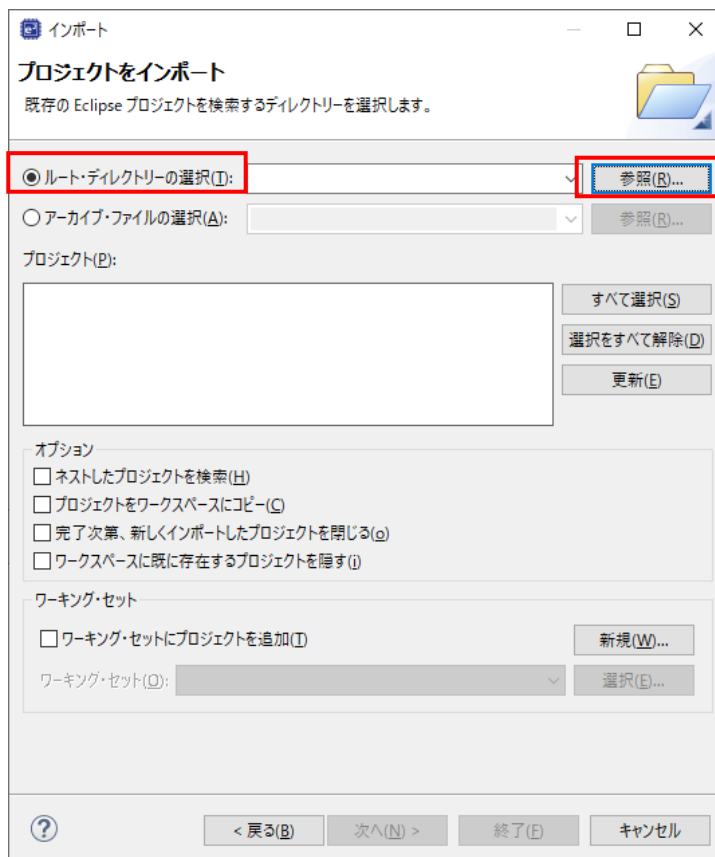 インポート
プロジェクトをインポート
既存の Eclipse プロジェクトを検索するディレクトリーを選択します。
ルート・ディレクトリーの選択(T): 参照(R)...
アーカイブ・ファイルの選択(A): 参照(R)...
プロジェクト(P):
すべて選択(S)
選択をすべて解除(D)
更新(E)
オプション
ネストしたプロジェクトを検索(H)
プロジェクトをワークスペースにコピー(C)
完了次第、新しくインポートしたプロジェクトを閉じる(o)
ワークスペースに既に存在するプロジェクトを隠す(i)
ワーキング・セット
ワーキング・セットにプロジェクトを追加(T) 新規(W)...
ワーキング・セット(O): 選択(E)...
< 戻る(B) 次へ(N) > 終了(F) キャンセル